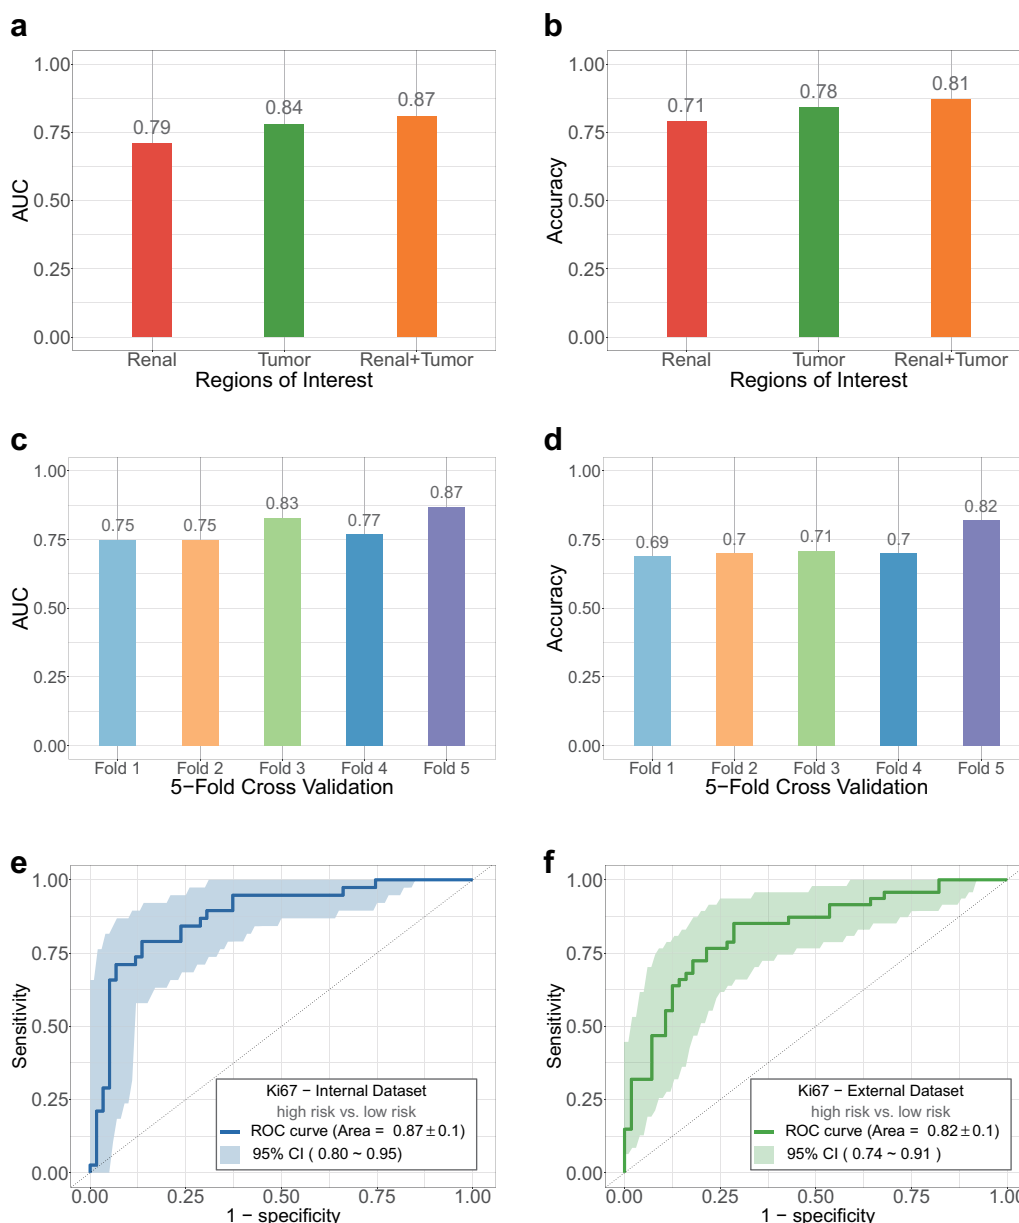 a
1.00
0.75
0.50
0.25
0.00
AUC
0.79
0.84
0.87
Renal
Tumor
Renal+Tumor
Regions of Interest
b
1.00
0.75
0.50
0.25
0.00
Accuracy
0.71
0.78
0.81
Renal
Tumor
Renal+Tumor
Regions of Interest
c
1.00
0.75
0.50
0.25
0.00
AUC
0.75
0.75
0.83
0.77
0.87
Fold 1
Fold 2
Fold 3
Fold 4
Fold 5
5−Fold Cross Validation
d
1.00
0.75
0.50
0.25
0.00
Accuracy
0.69
0.7
0.71
0.7
0.82
Fold 1
Fold 2
Fold 3
Fold 4
Fold 5
5−Fold Cross Validation
e
1.00
0.75
0.50
0.25
0.00
Sensitivity
Ki67 − Internal Dataset
high risk vs. low risk
ROC curve (Area = 0.87±0.1)
95% CI ( 0.80 ~ 0.95)
0.00
0.25
0.50
0.75
1.00
1 − specificity
f
1.00
0.75
0.50
0.25
0.00
Sensitivity
Ki67 − External Dataset
high risk vs. low risk
ROC curve (Area = 0.82±0.1)
95% CI ( 0.74 ~ 0.91 )
0.00
0.25
0.50
0.75
1.00
1 − specificity